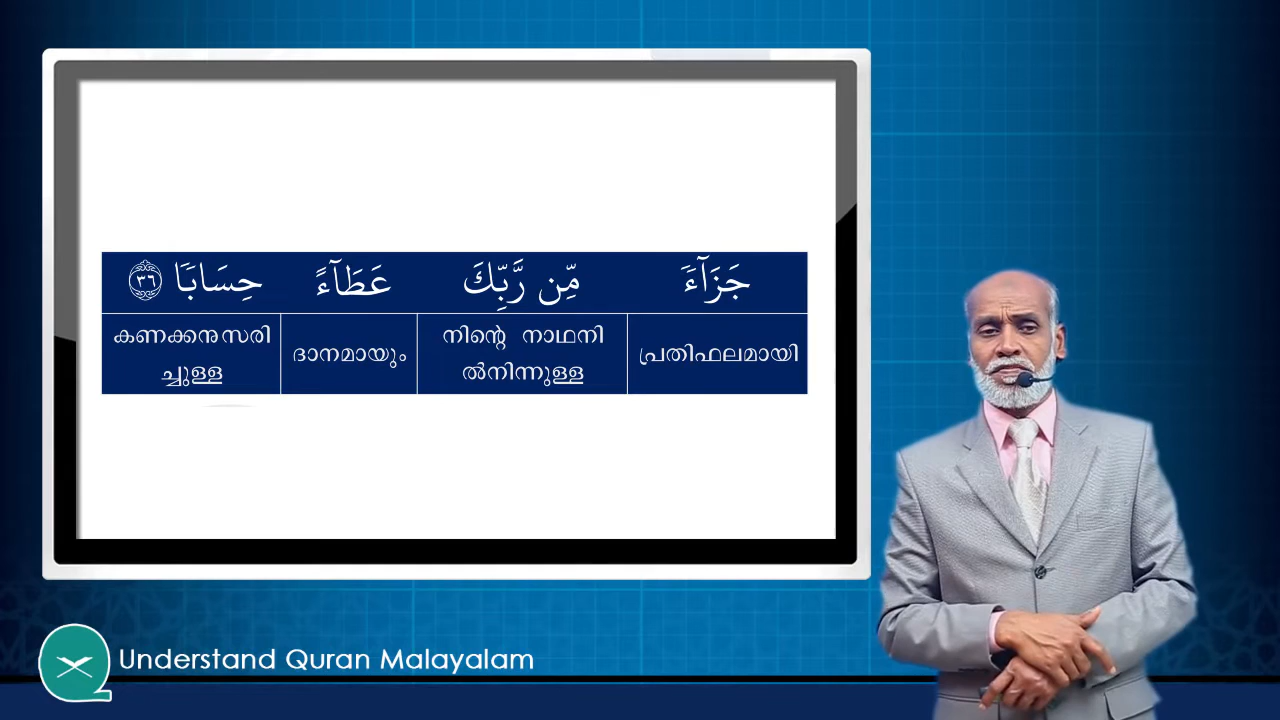 جَزَآءً مِّن رَّبِّكَ عَطَآءً حِسَابًا ٣٦
പ്രതിഫലമായി
നിന്റെ നാഥനി
ൽനിന്നുള്ള
ദാനമായും
കണക്കനുസരി
ച്ചുള്ള
Understand Quran Malayalam